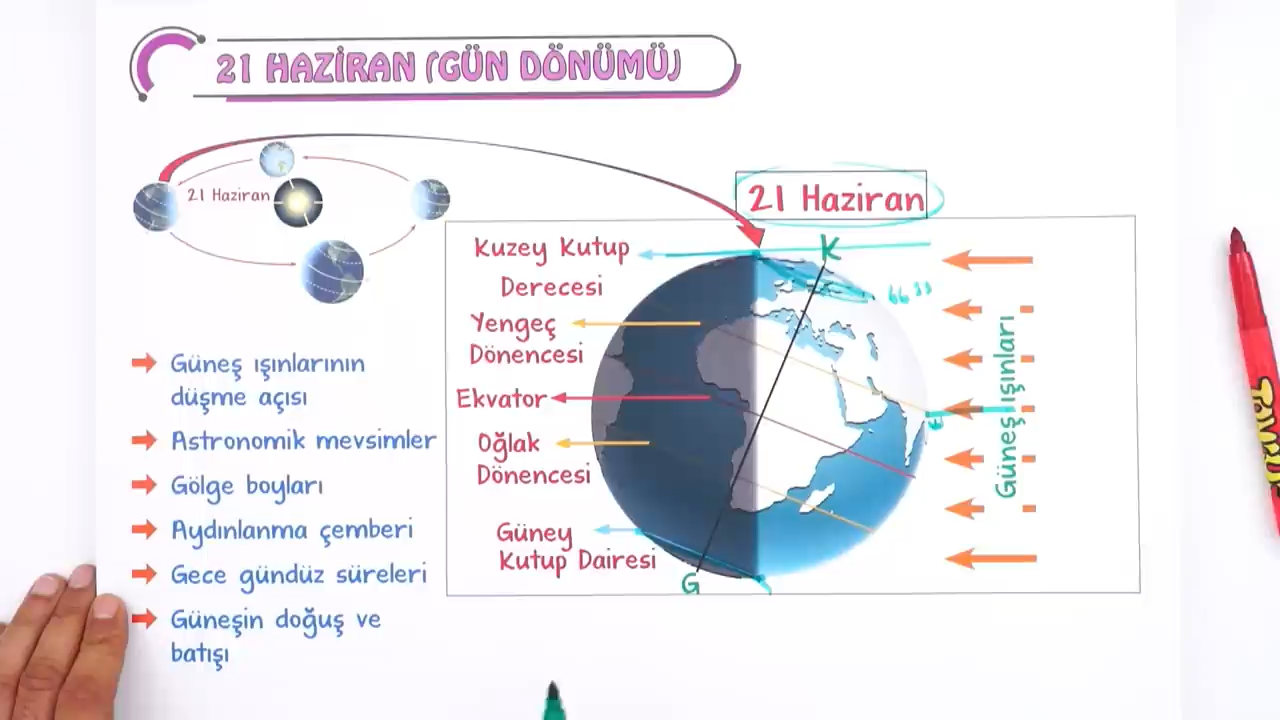 21 HAZİRAN (GÜN DÖNÜMÜ)
21 Haziran
21 Haziran
K
Kuzey Kutup
Derecesi
66 33
Yengeç
Dönencesi
Ekvator
Oğlak
Dönencesi
Güney
Kutup Dairesi
G
Güneş ışınları
Güneş ışınlarının
düşme açısı
Astronomik mevsimler
Gölge boyları
Aydınlanma çemberi
Gece gündüz süreleri
Güneşin doğuş ve
batışı